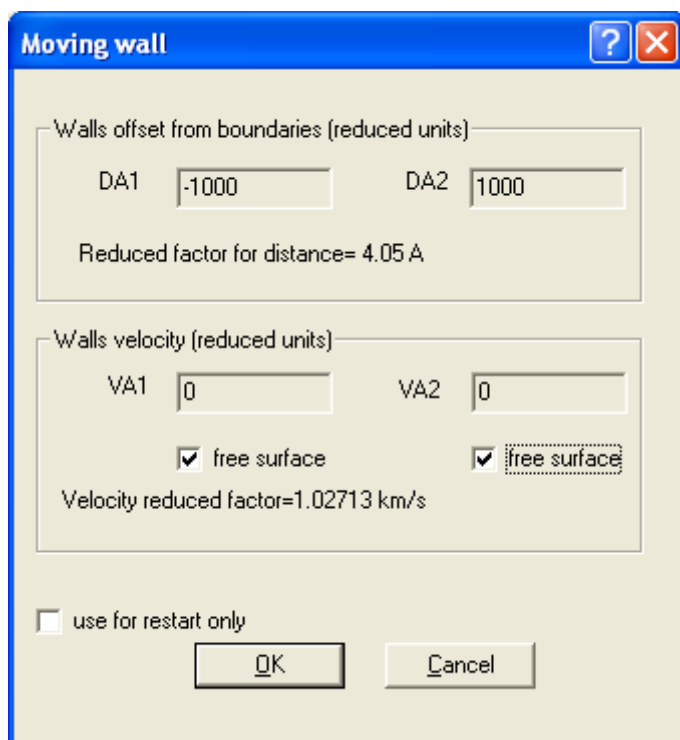 Moving wall
Walls offset from boundaries (reduced units)
DA1 -1000 DA2 1000
Reduced factor for distance= 4.05 A
Walls velocity (reduced units)
VA1 0 VA2 0
free surface free surface
Velocity reduced factor=1.02713 km/s
use for restart only
OK Cancel